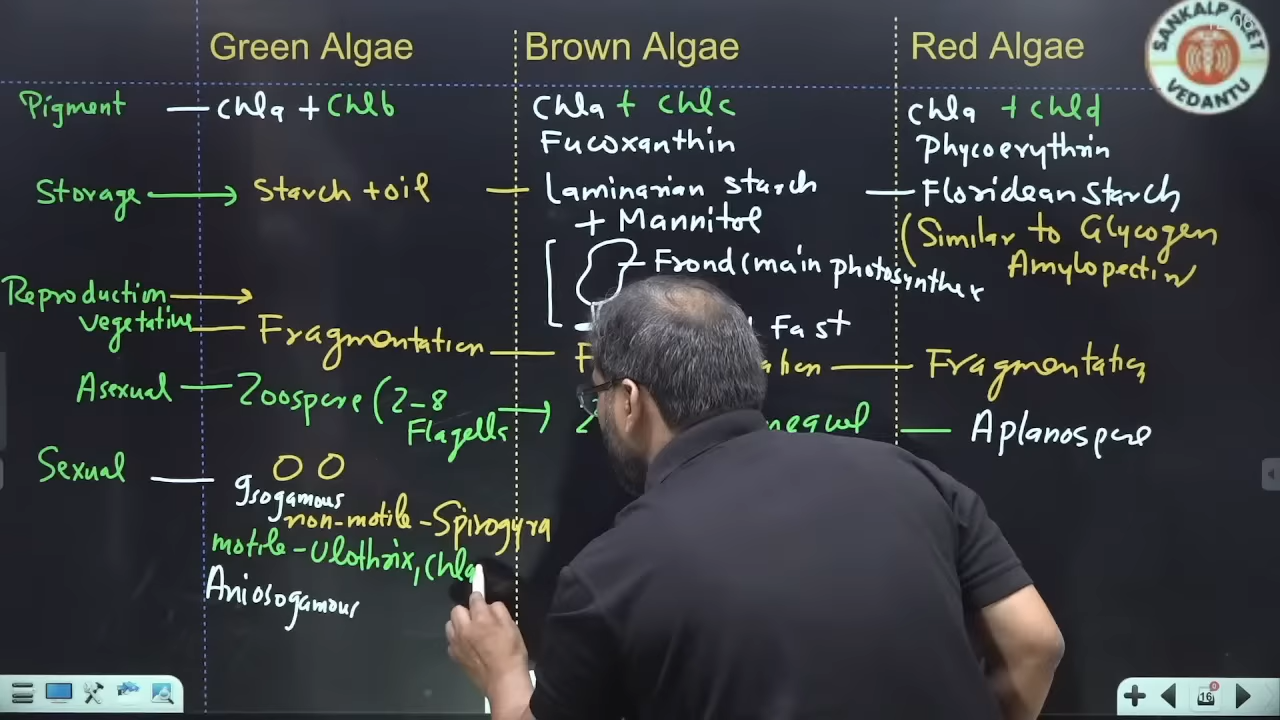 Green Algae Brown Algae Red Algae
SANKALP NEET
VEDANTU
Pigment — Chla + Chlb
Chla + Chlc
Fucoxanthin
chla + chld
Phycoerythrin
Storage → Starch + oil — Laminarian starch
+ Mannitol
— Floridean starch
(Similar to Glycogen
Amylopectin
Frond (main photosynthe
Fast
Reproduction →
vegetative — Fragmentation —
— Fragmentation
Asexual — Zoospore (2-8
Flagella →
— Aplanospore
Sexual —
Isogamous
non-motile - Spirogyra
motile - Ulothrix, Chla
Aniosogamous
16